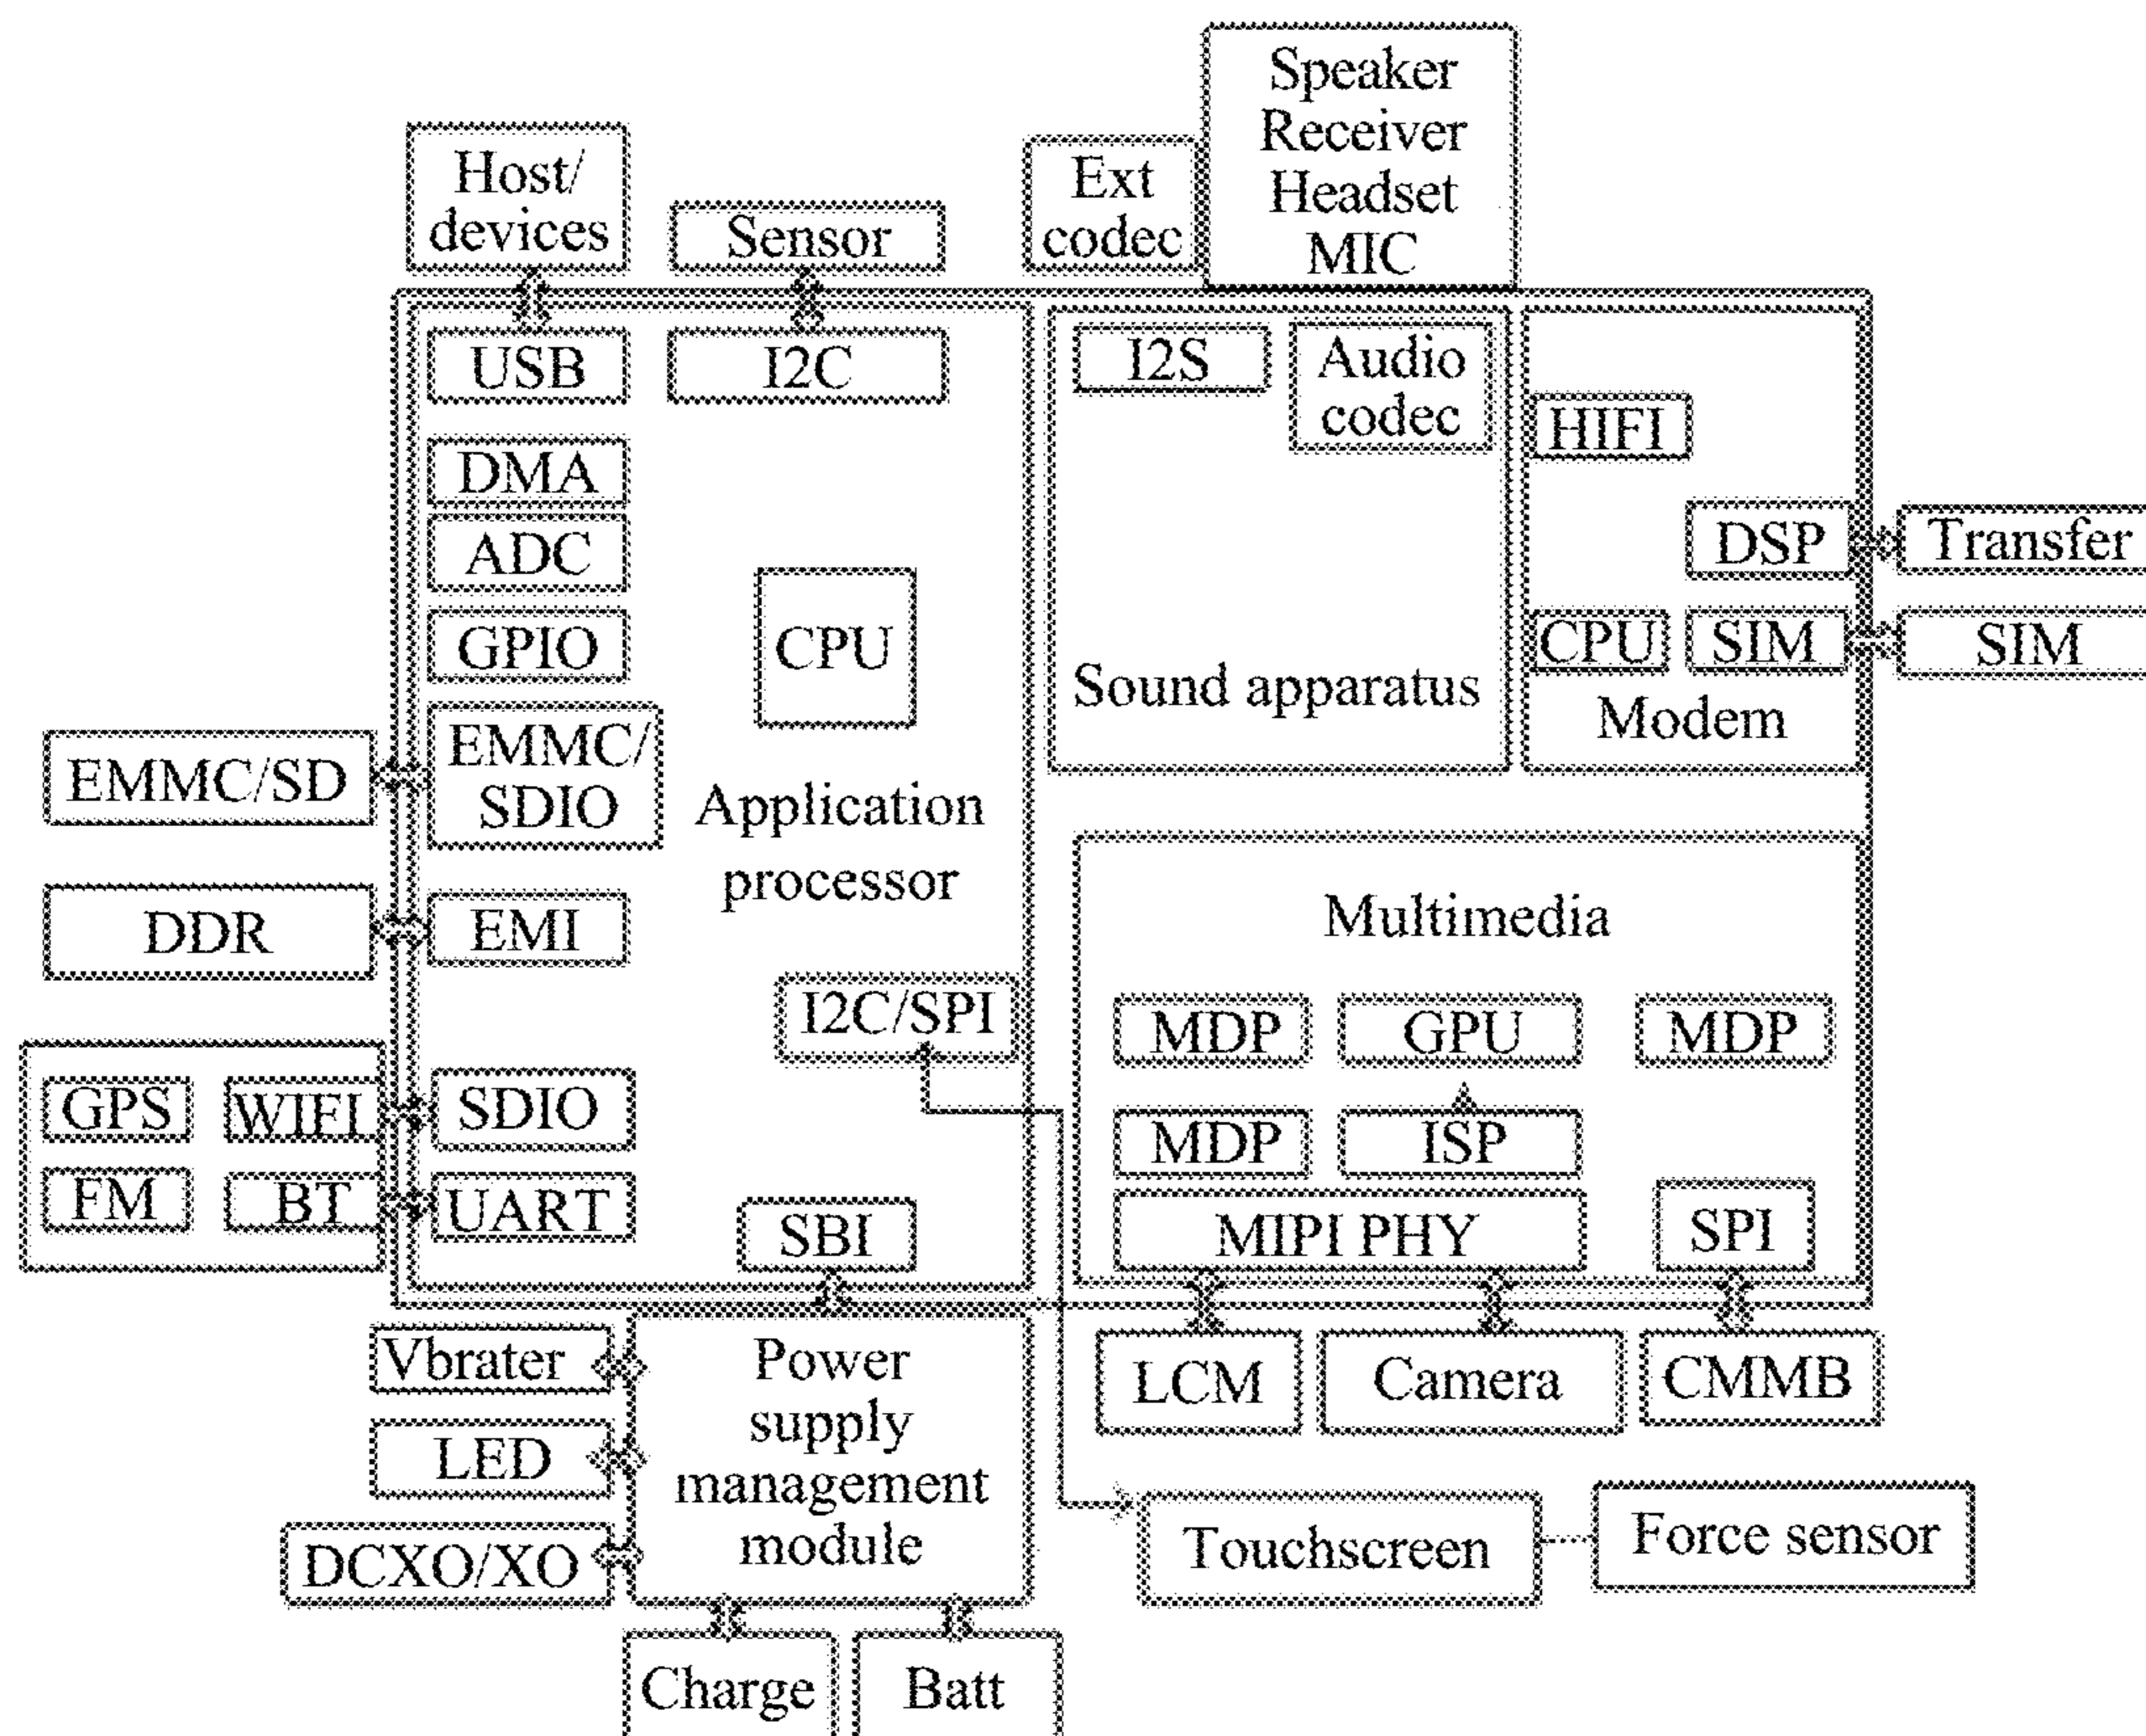 Speaker
Receiver
Headset
MIC
Host/
devices
Sensor
Ext
codec
USB
I2C
I2S
Audio
codec
HIFI
DMA
ADC
GPIO
CPU
DSP
Transfer
CPU
SIM
SIM
Sound apparatus
Modem
EMMC/SD
EMMC/
SDIO
Application
processor
DDR
EMI
Multimedia
I2C/SPI
MDP
GPU
MDP
GPS
WIFI
SDIO
MDP
ISP
FM
BT
UART
SBI
MIPI PHY
SPI
Vbrater
Power
supply
management
module
LCM
Camera
CMMB
LED
DCXO/XO
Touchscreen
Force sensor
Charge
Batt